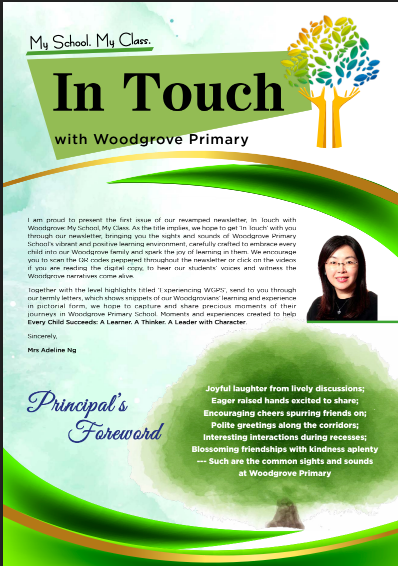 My School. My Class.
In Touch
with Woodgrove Primary
I am proud to present the first issue of our revamped newsletter, In Touch with
Woodgrove: My School, My Class. As the title implies, we hope to get 'In Touch' with you
through our newsletter, bringing you the sights and sounds of Woodgrove Primary
School's vibrant and positive learning environment, carefully crafted to embrace every
child into our Woodgrove family and spark the joy of learning in them. We encourage
you to scan the QR codes peppered throughout the newsletter or click on the videos
if you are reading the digital copy, to hear our students' voices and witness the
Woodgrove narratives come alive.
Together with the level highlights titled 'Experiencing WGPS', send to you through
our termly letters, which shows snippets of our Woodgrovians' learning and experience
in pictorial form, we hope to capture and share precious moments of their
journeys in Woodgrove Primary School. Moments and experiences created to help
Every Child Succeeds: A Learner. A Thinker. A Leader with Character.
Sincerely,
Mrs Adeline Ng
Principal's
Foreword
Joyful laughter from lively discussions;
Eager raised hands excited to share;
Encouraging cheers spurring friends on;
Polite greetings along the corridors;
Interesting interactions during recesses;
Blossoming friendships with kindness aplenty
--- Such are the common sights and sounds
at Woodgrove Primary